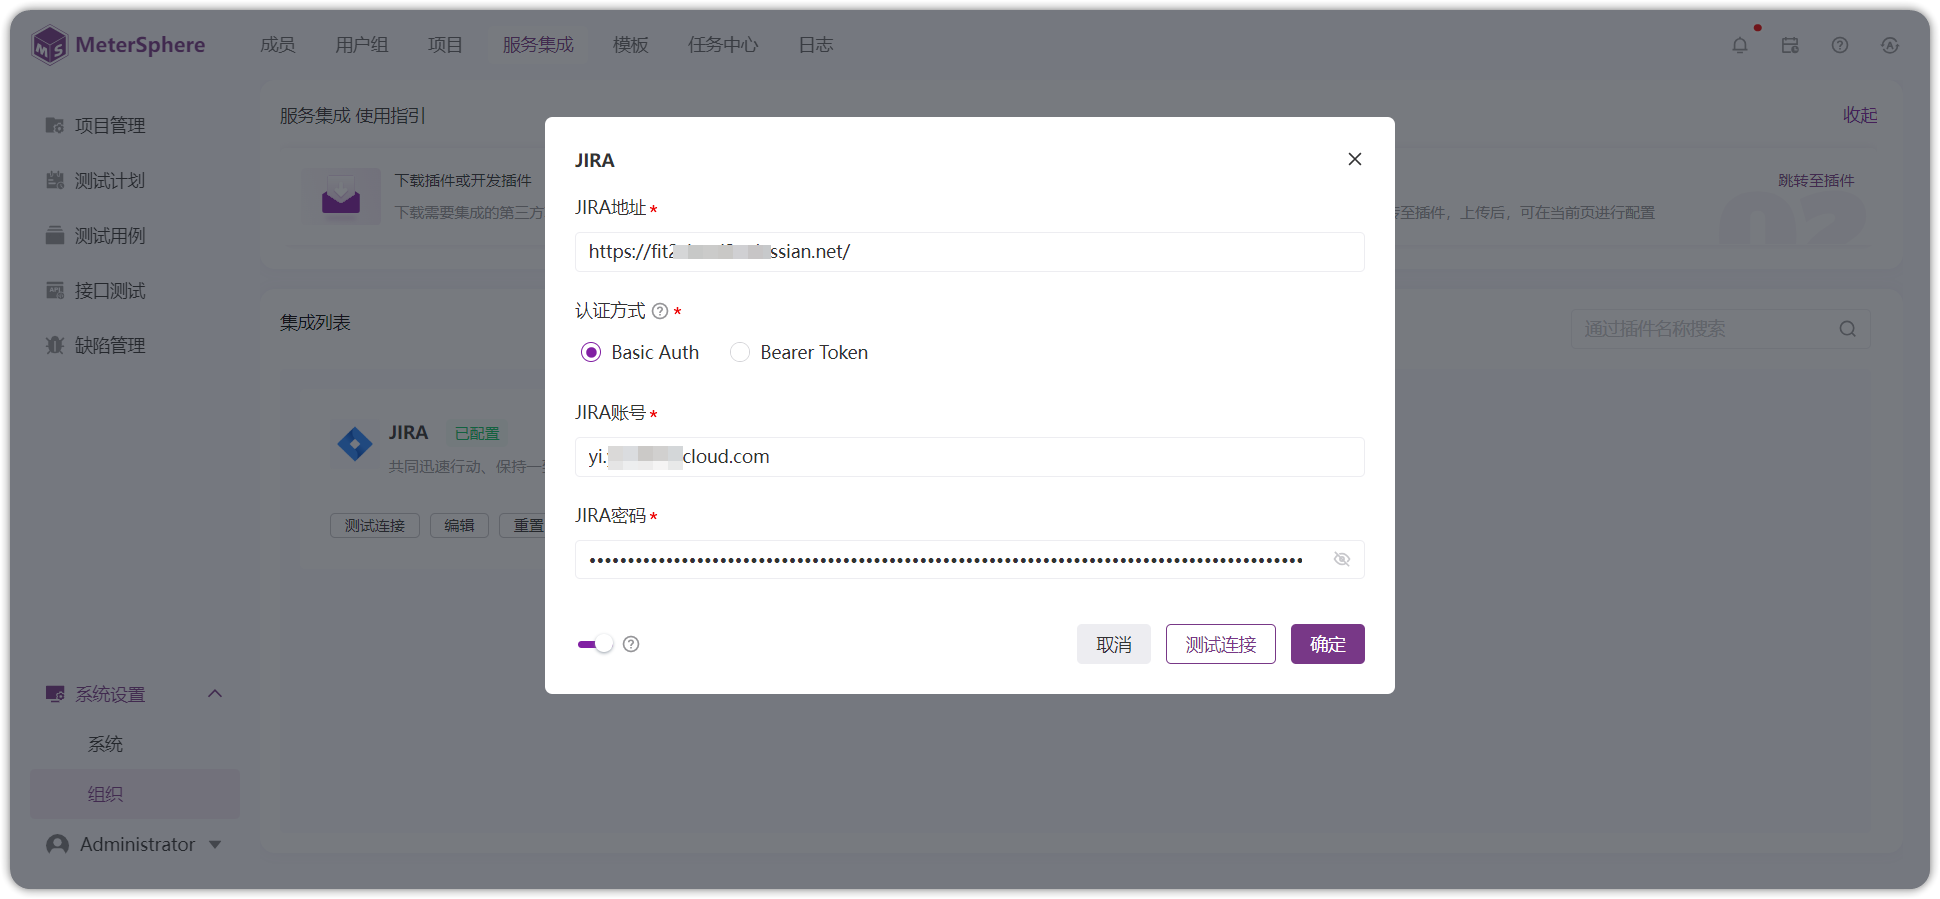 MeterSphere
成员 用户组 项目 服务集成 模板 任务中心 日志
项目管理
测试计划
测试用例
接口测试
缺陷管理
系统设置
系统
组织
Administrator
服务集成 使用指引
收起
下载插件或开发插件
下载需要集成的第三方
跳转至插件
至插件，上传后，可在当前页进行配置
02
集成列表
通过插件名称搜索
JIRA 已配置
共同迅速行动、保持一
测试连接 编辑 重置
JIRA
JIRA地址*
https://fit2 ssian.net/
认证方式 *
Basic Auth Bearer Token
JIRA账号*
yi. cloud.com
JIRA密码*
取消 测试连接 确定